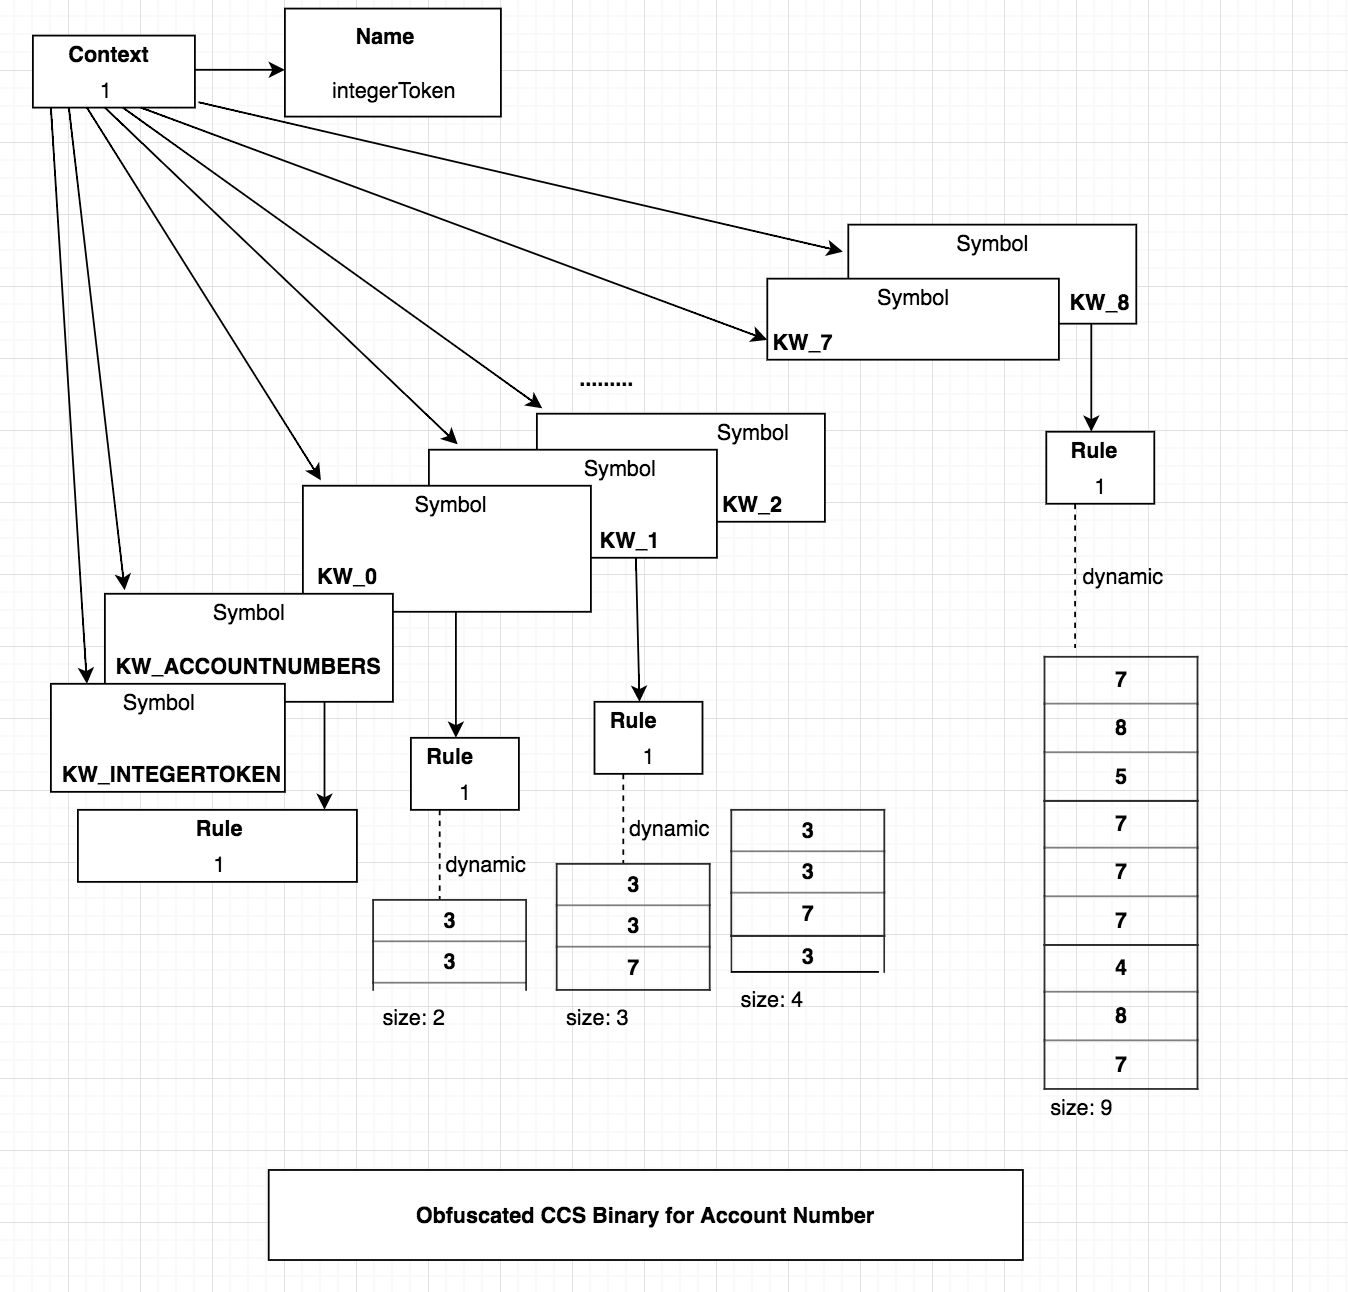 Context
1
Name
integerToken
Symbol
KW_8
Symbol
KW_7
.........
Symbol
KW_2
Symbol
KW_1
Symbol
KW_0
Symbol
KW_ACCOUNTNUMBERS
Symbol
KW_INTEGERTOKEN
Rule
1
Rule
1
dynamic
3
3
size: 2
Rule
1
dynamic
3
3
7
size: 3
3
3
7
3
size: 4
Rule
1
dynamic
7
8
5
7
7
7
4
8
7
size: 9
Obfuscated CCS Binary for Account Number